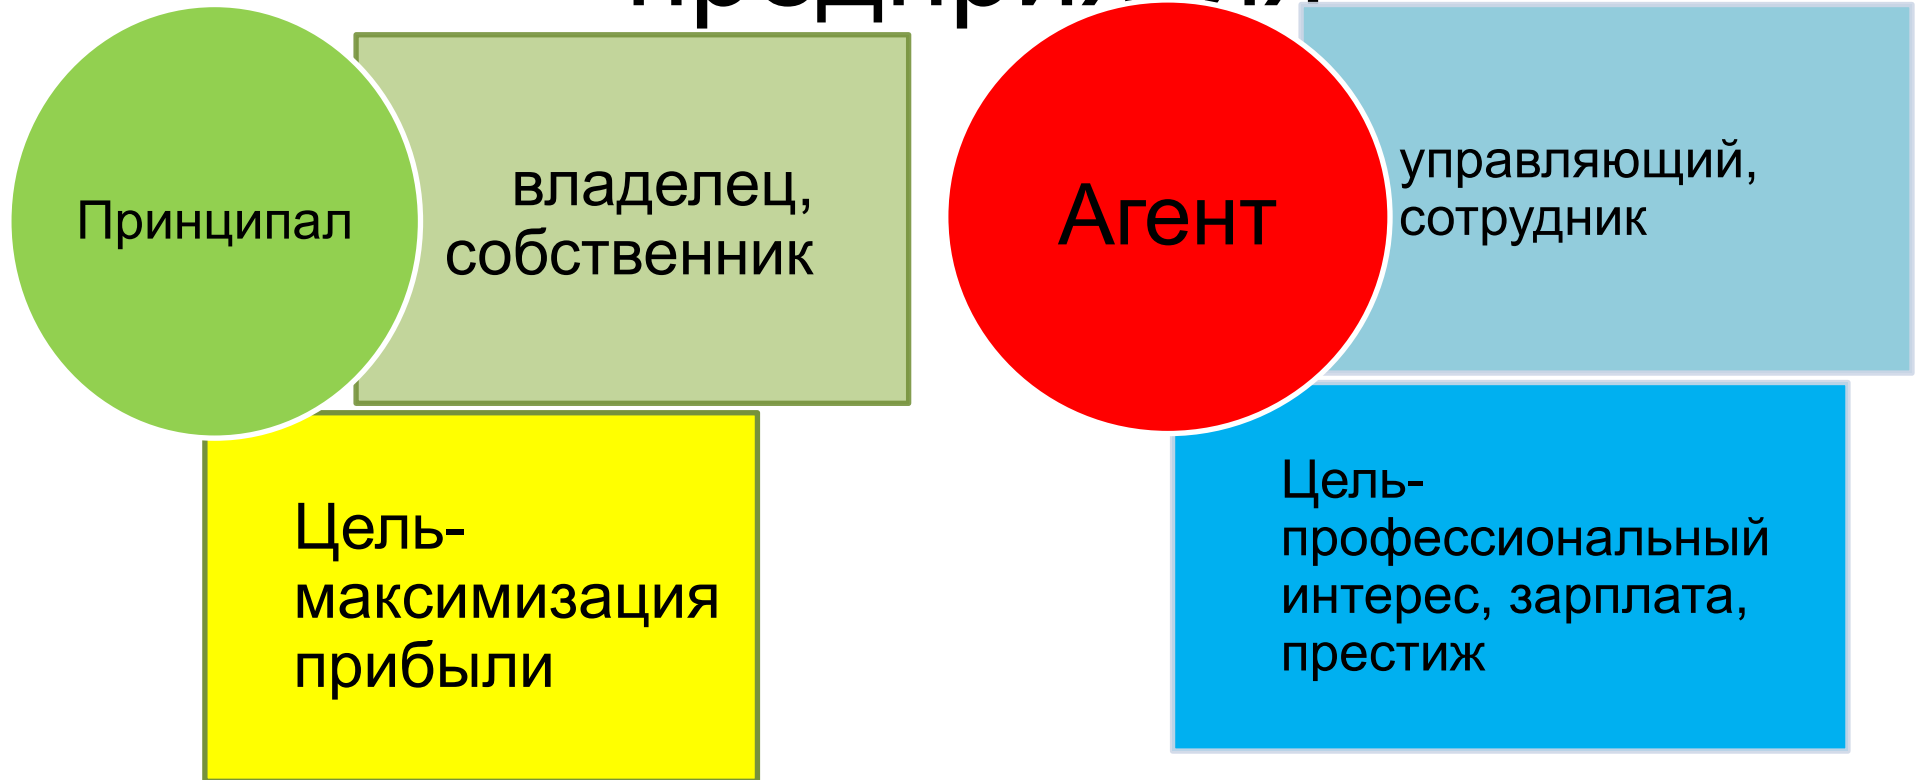 Принципал
владелец,
собственник
Цель-
максимизация
прибыли
Агент
управляющий,
сотрудник
Цель-
профессиональный
интерес, зарплата,
престиж